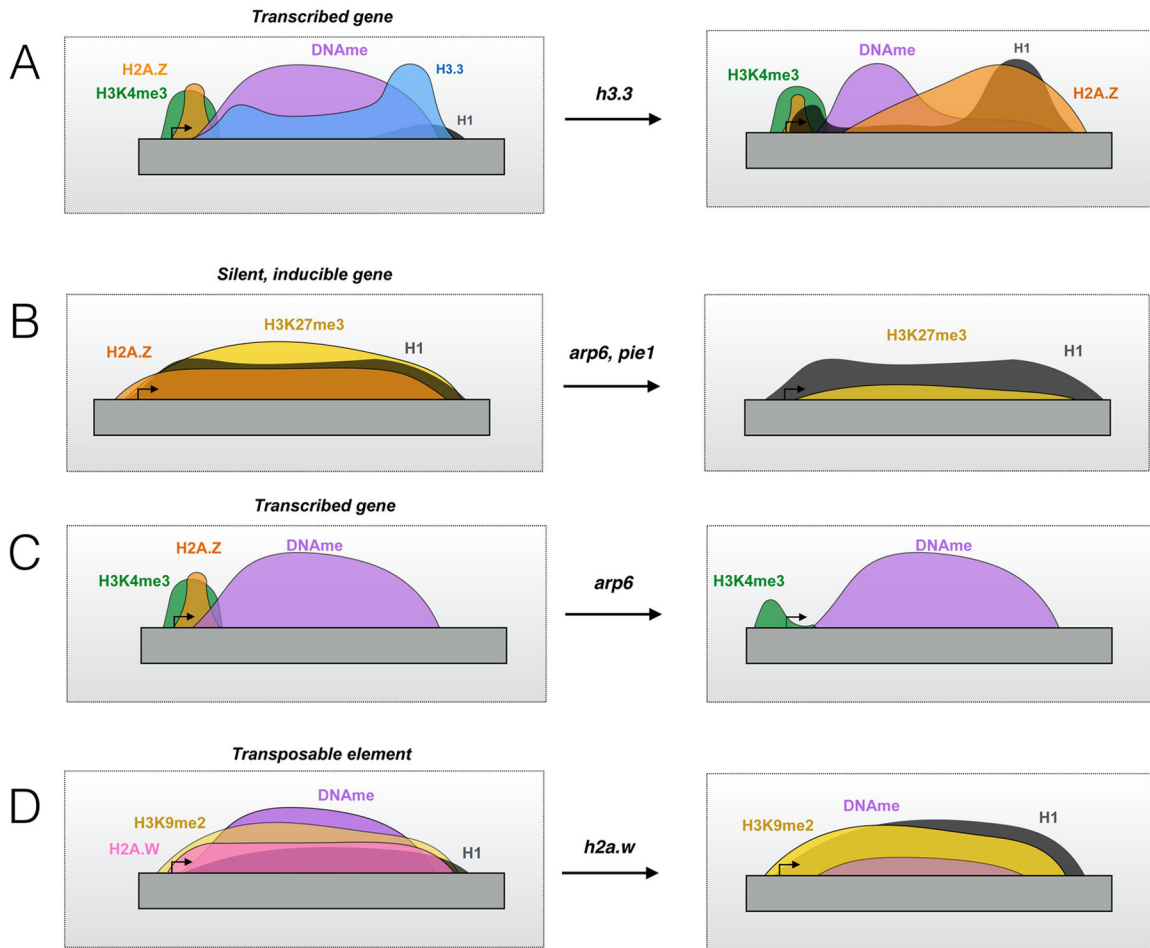 Transcribed gene
A
DNAme
H2A.Z
H3K4me3
H3.3
H1
h3.3
DNAme
H1
H3K4me3
H2A.Z
Silent, inducible gene
B
H3K27me3
H2A.Z
H1
arp6, pie1
H3K27me3
H1
Transcribed gene
C
DNAme
H2A.Z
H3K4me3
arp6
DNAme
H3K4me3
Transposable element
D
DNAme
H3K9me2
H2A.W
H1
h2a.w
DNAme
H3K9me2
H1